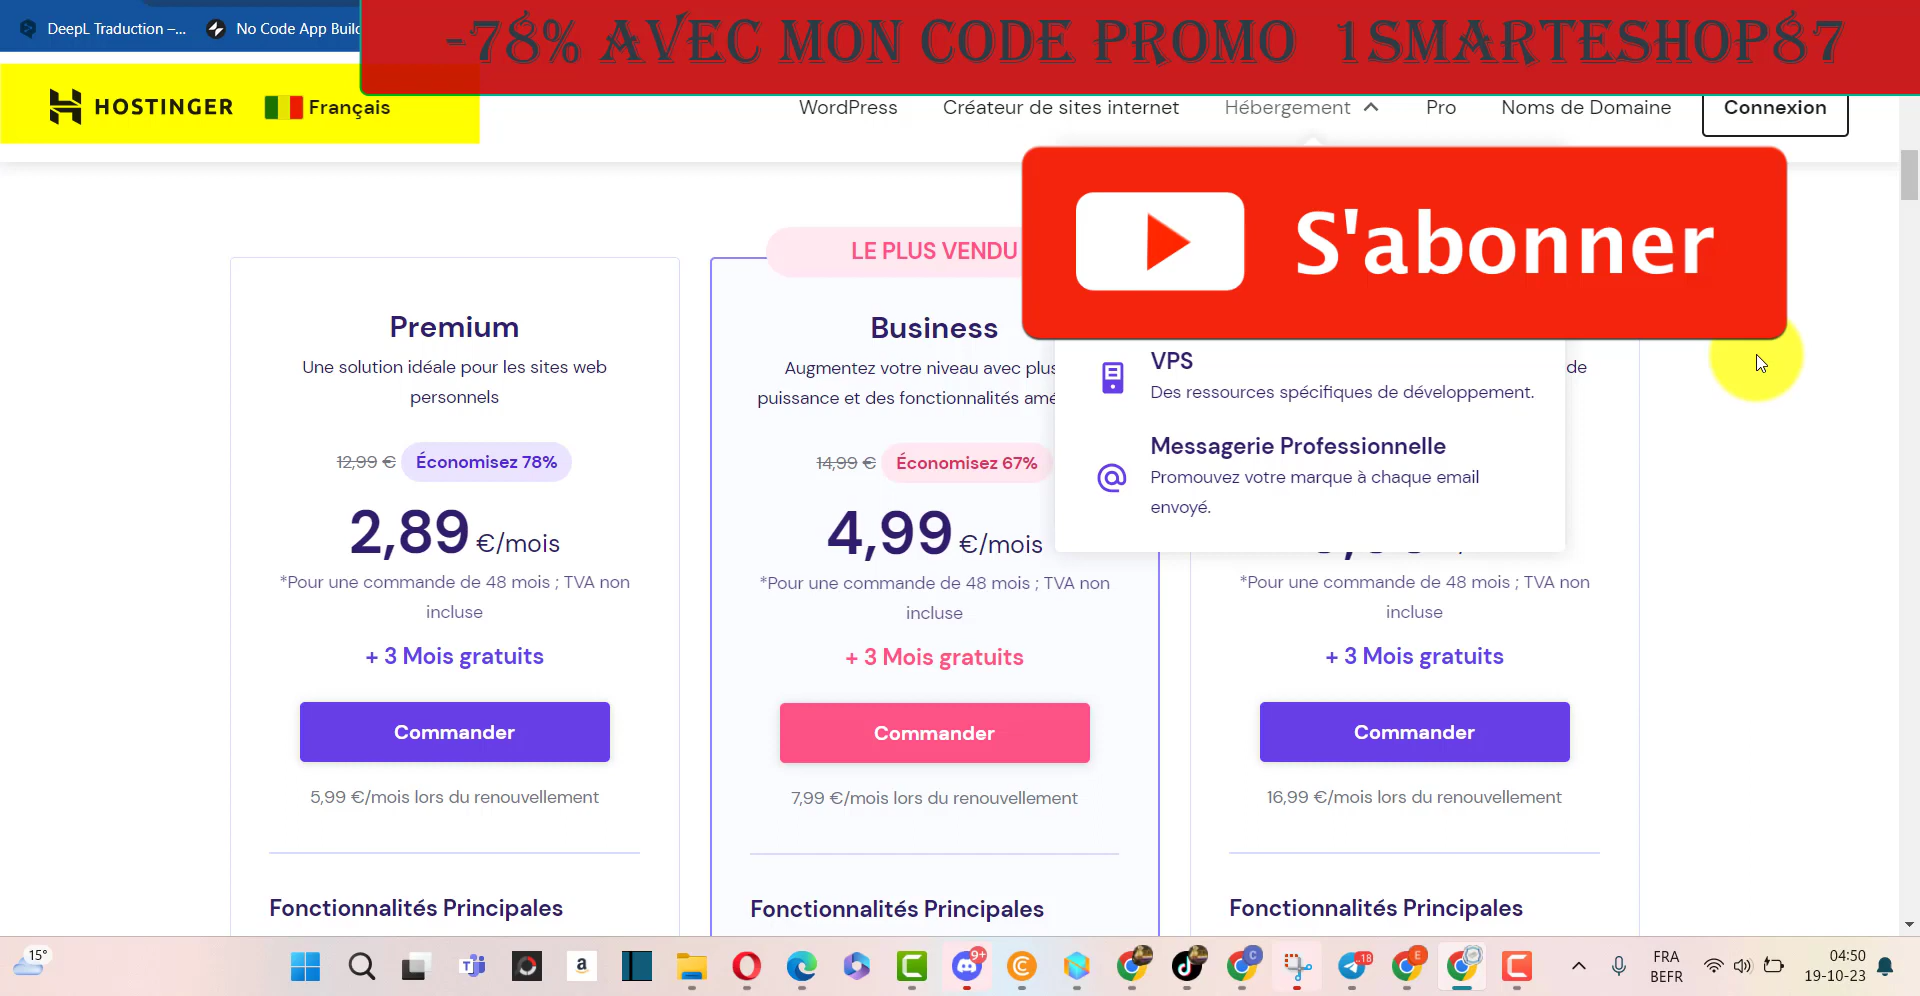 DeepL Traduction –...
No Code App Build
-78% AVEC MON CODE PROMO 1SMARTESHOP87
HOSTINGER
Français
WordPress
Créateur de sites internet
Hébergement
Pro
Noms de Domaine
Connexion
S'abonner
LE PLUS VENDU
Premium
Une solution idéale pour les sites web
personnels
12,99 €
Économisez 78%
2,89 €/mois
*Pour une commande de 48 mois ; TVA non
incluse
+ 3 Mois gratuits
Commander
5,99 €/mois lors du renouvellement
Fonctionnalités Principales
Business
Augmentez votre niveau avec plus
puissance et des fonctionnalités
14,99 €
Économisez 67%
4,99 €/mois
*Pour une commande de 48 mois ; TVA non
incluse
+ 3 Mois gratuits
Commander
7,99 €/mois lors du renouvellement
Fonctionnalités Principales
VPS
Des ressources spécifiques de développement.
Messagerie Professionnelle
Promouvez votre marque à chaque email
envoyé.
de
*Pour une commande de 48 mois ; TVA non
incluse
+ 3 Mois gratuits
Commander
16,99 €/mois lors du renouvellement
Fonctionnalités Principales
15°
9+
18
FRA
BEFR
04:50
19-10-23